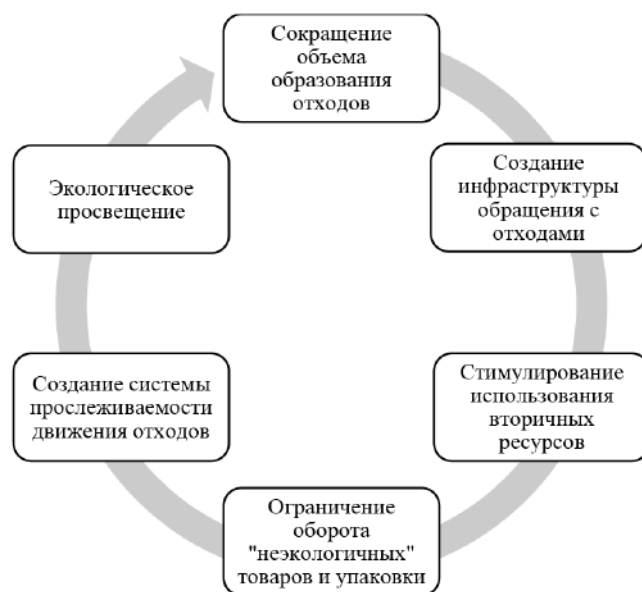 Сокращение
объема
образования
отходов
Создание
инфраструктуры
обращения с
отходами
Стимулирование
использования
вторичных
ресурсов
Ограничение
оборота
"неэкологичных"
товаров и упаковки
Создание системы
прослеживаемости
движения отходов
Экологическое
просвещение